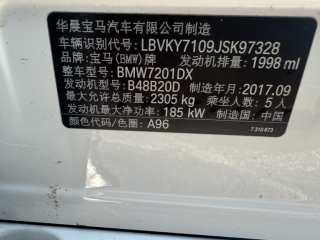 华晨宝马汽车有限公司制造
车辆识别代号: LBVKY7109JSK97328
品牌: 宝马(BMW) 发动机排量: 1998 ml
整车型号: BMW7201DX
发动机型号: B48B20D 制造年月: 2017.09
最大允许总质量: 2305 kg 乘坐人数: 5 人
发动机最大净功率: 185 kW 制造国: 中国
颜色代码/色圈: A96
7 310 673